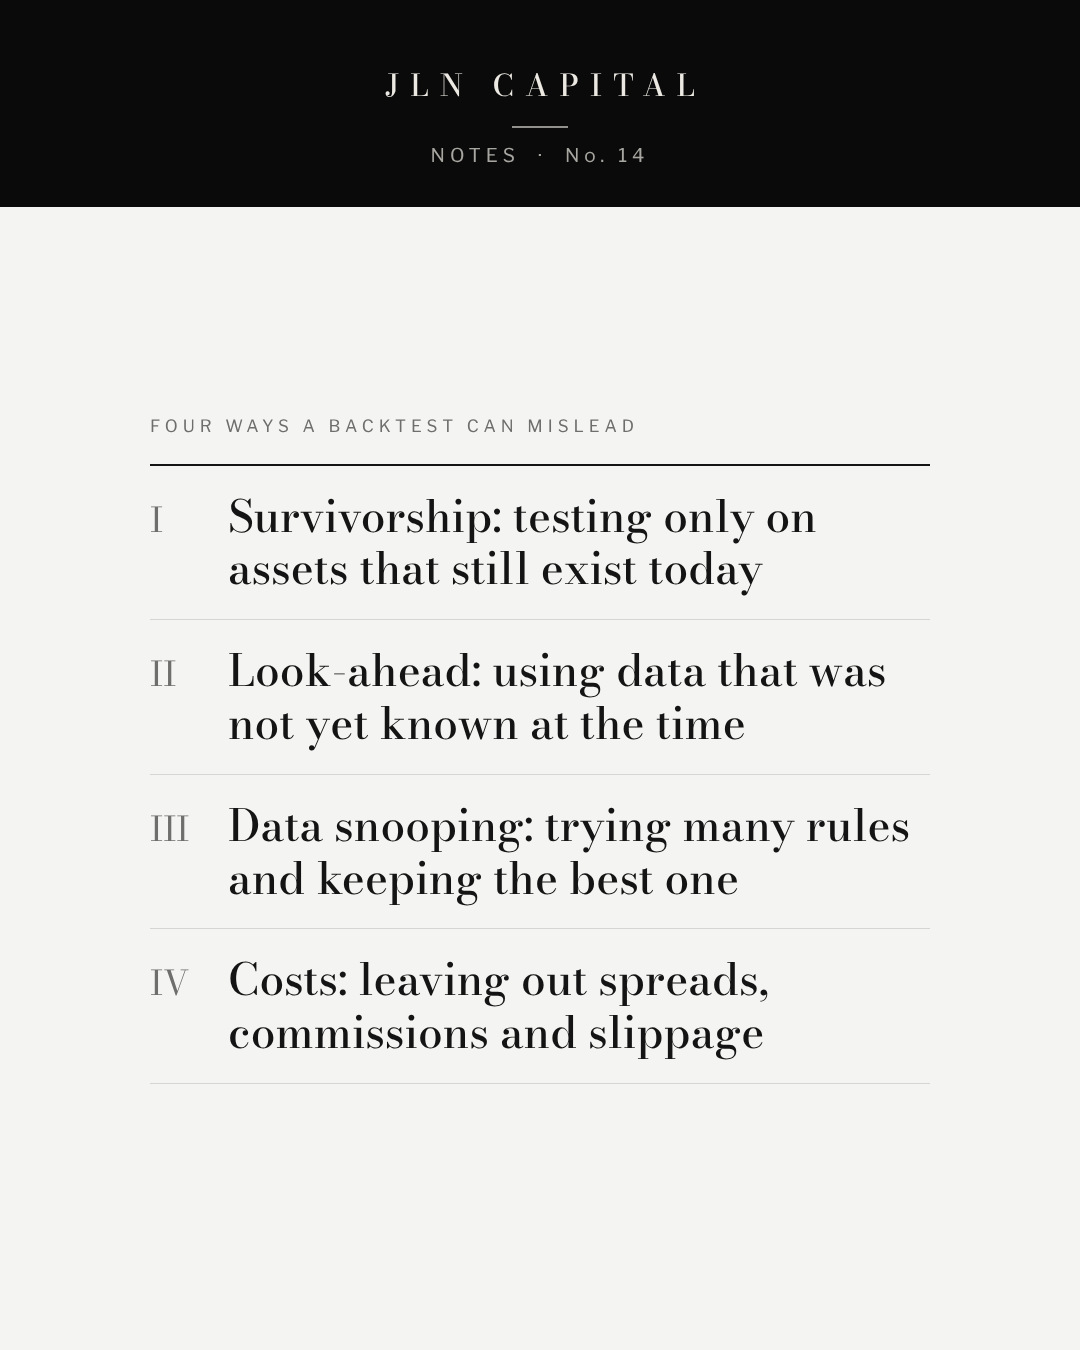 JLN CAPITAL
NOTES · No. 14
FOUR WAYS A BACKTEST CAN MISLEAD
I Survivorship: testing only on
assets that still exist today
II Look-ahead: using data that was
not yet known at the time
III Data snooping: trying many rules
and keeping the best one
IV Costs: leaving out spreads,
commissions and slippage